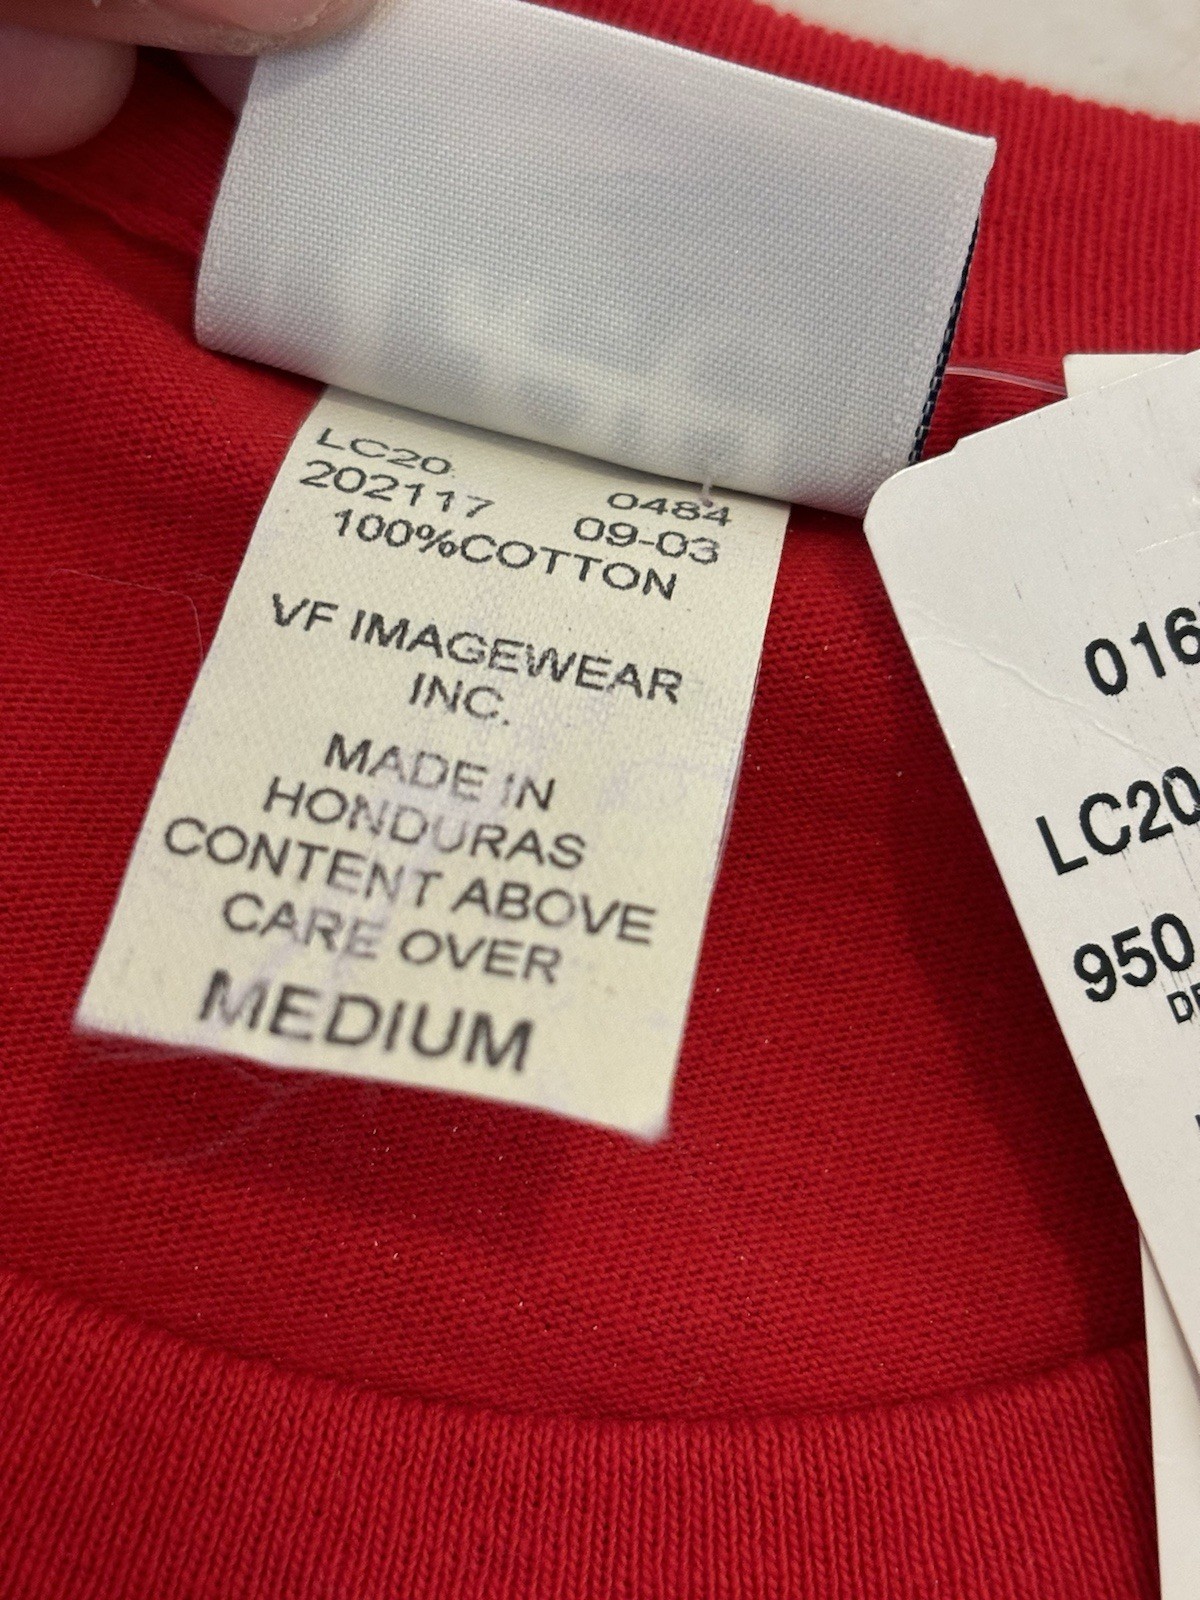 LC20
202117 0484
100%COTTON 09-03
VF IMAGEWEAR
INC.
MADE IN
HONDURAS
CONTENT ABOVE
CARE OVER
MEDIUM
016
LC20
950